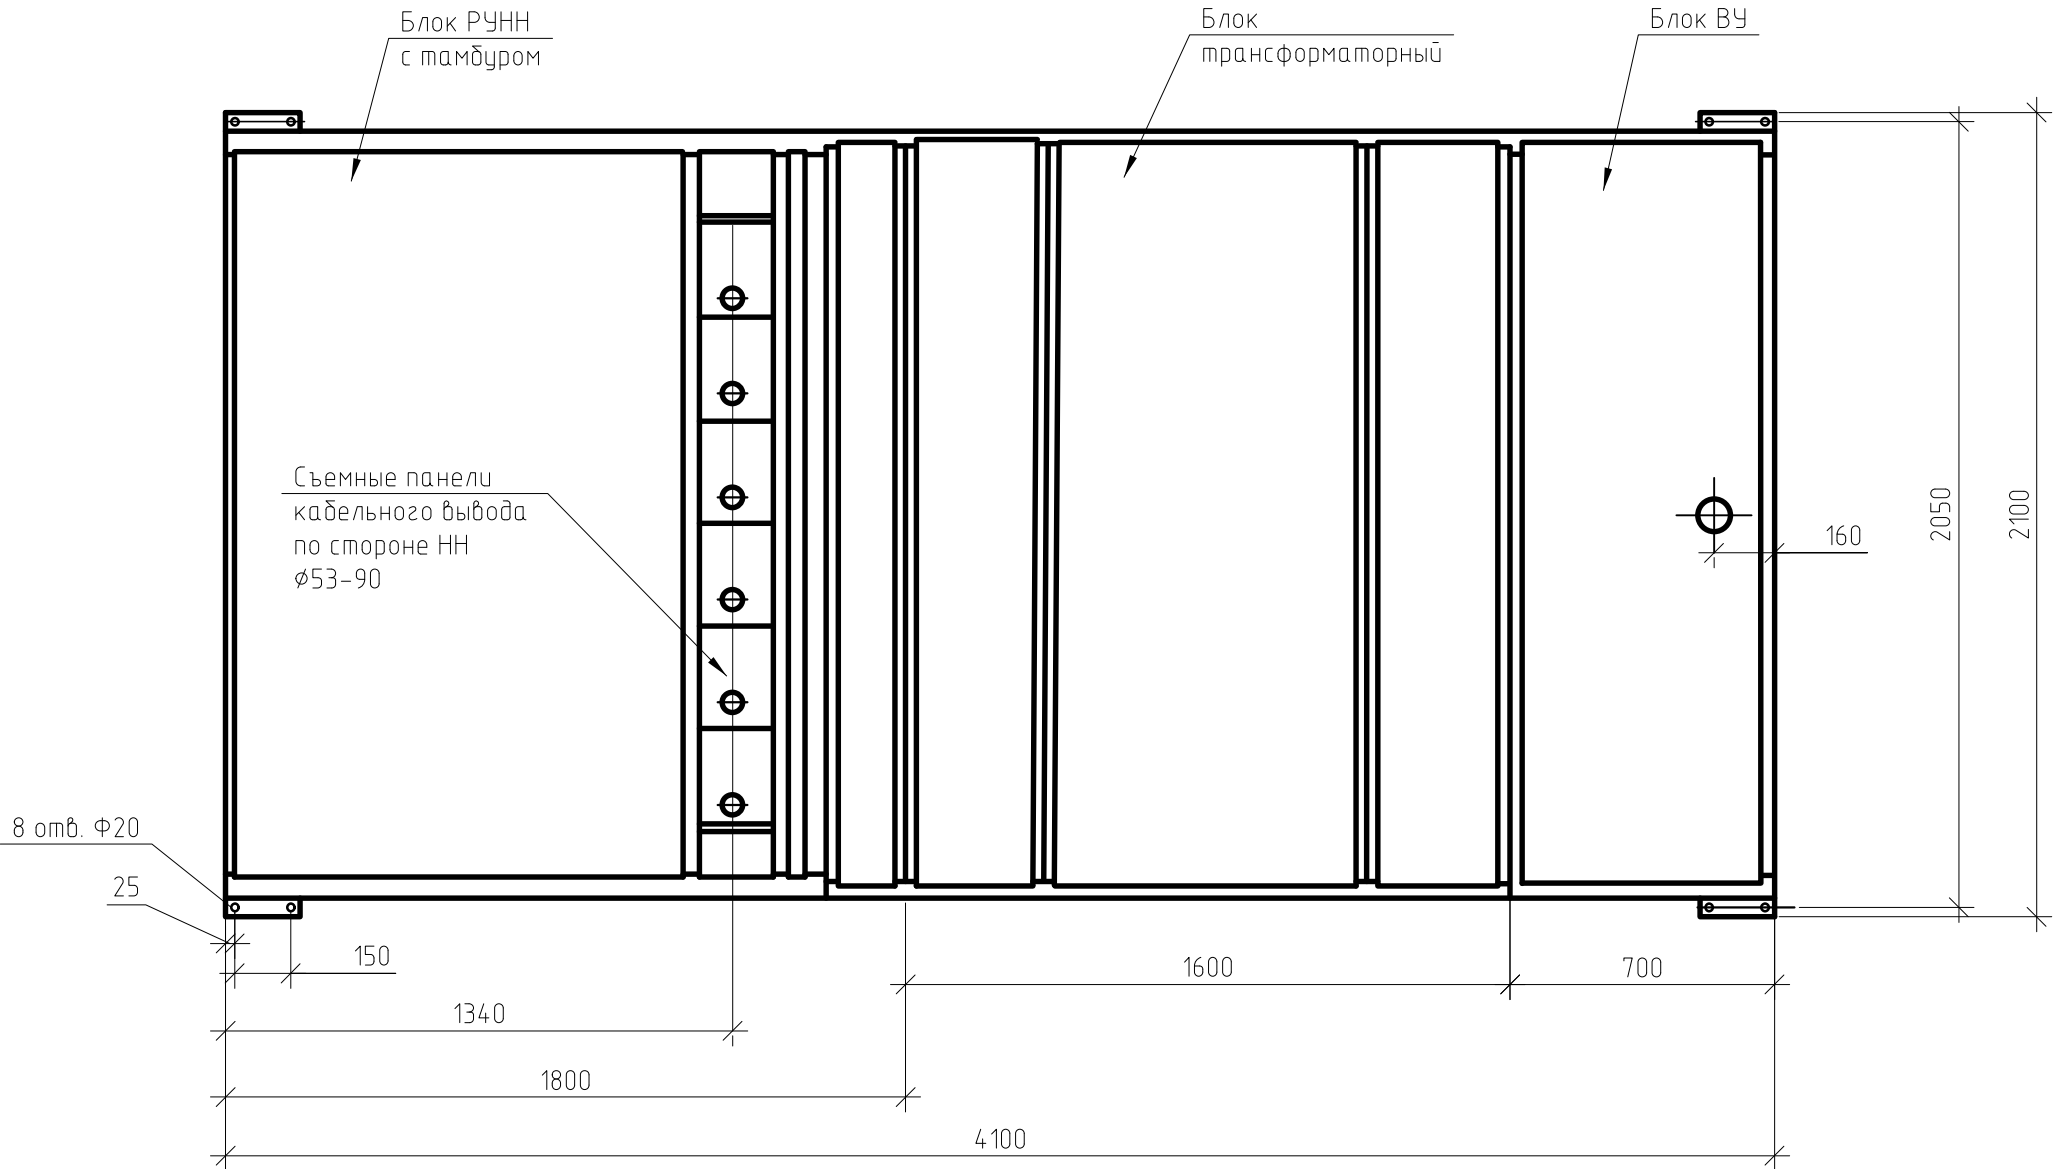 Блок РУНН
с тамбуром
Блок
трансформаторный
Блок ВУ
Съемные панели
кабельного вывода
по стороне НН
⌀53-90
160
2050
2100
8 отв. Ф20
25
150
1600
700
1340
1800
4100